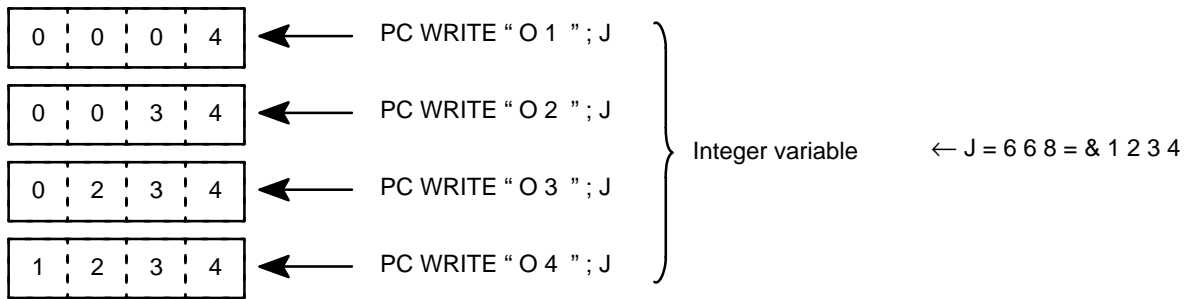 0 0 0 4 PC WRITE “ O 1 ” ; J
0 0 3 4 PC WRITE “ O 2 ” ; J
Integer variable ← J = 6 6 8 = & 1 2 3 4
0 2 3 4 PC WRITE “ O 3 ” ; J
1 2 3 4 PC WRITE “ O 4 ” ; J